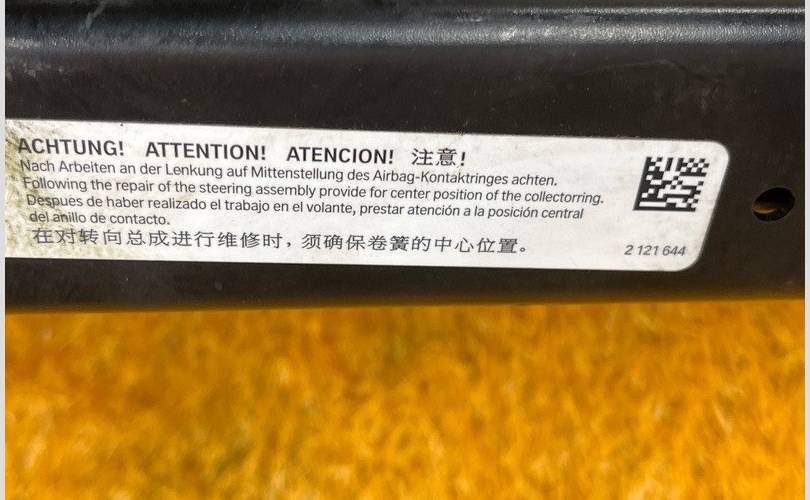 ACHTUNG! ATTENTION! ATENCION! 注意!
Nach Arbeiten an der Lenkung auf Mittenstellung des Airbag-Kontaktringes achten.
Following the repair of the steering assembly provide for center position of the collectorring.
Despues de haber realizado el trabajo en el volante, prestar atención a la posición central
del anillo de contacto.
在对转向总成进行维修时，须确保卷簧的中心位置。
2 121 644